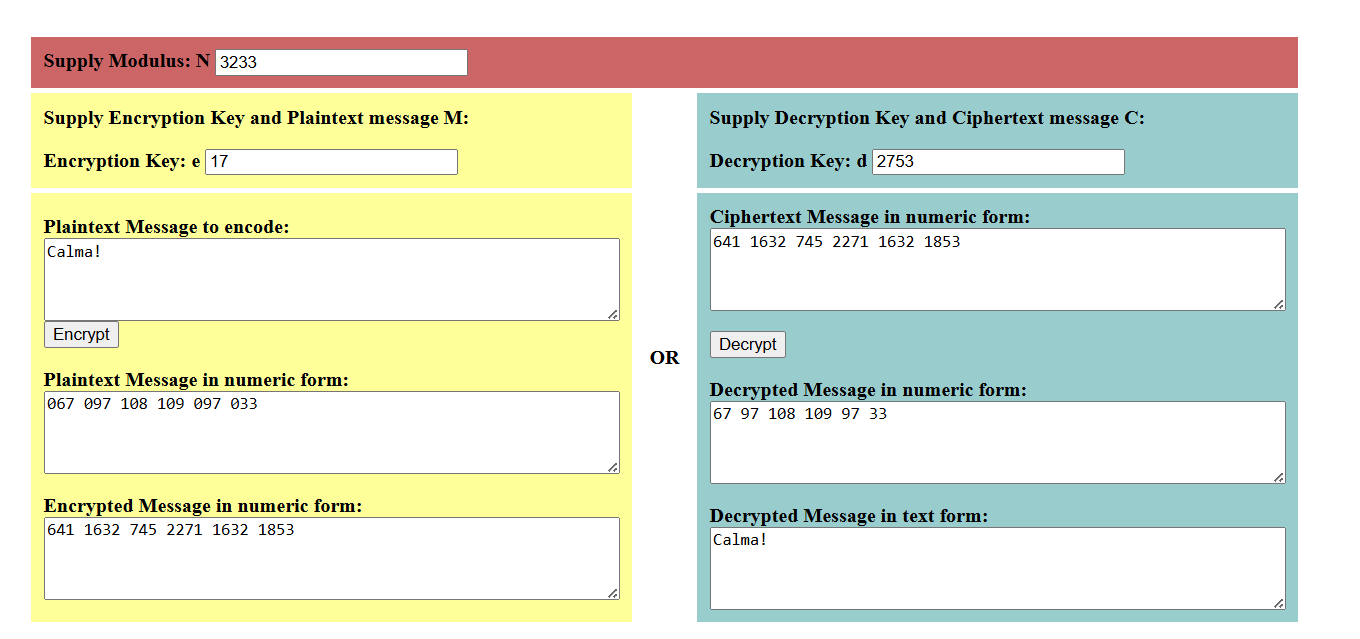 Supply Modulus: N 3233
Supply Encryption Key and Plaintext message M:
Encryption Key: e 17
Plaintext Message to encode:
Calma!
Encrypt
Plaintext Message in numeric form:
067 097 108 109 097 033
Encrypted Message in numeric form:
641 1632 745 2271 1632 1853
OR
Supply Decryption Key and Ciphertext message C:
Decryption Key: d 2753
Ciphertext Message in numeric form:
641 1632 745 2271 1632 1853
Decrypt
Decrypted Message in numeric form:
67 97 108 109 97 33
Decrypted Message in text form:
Calma!